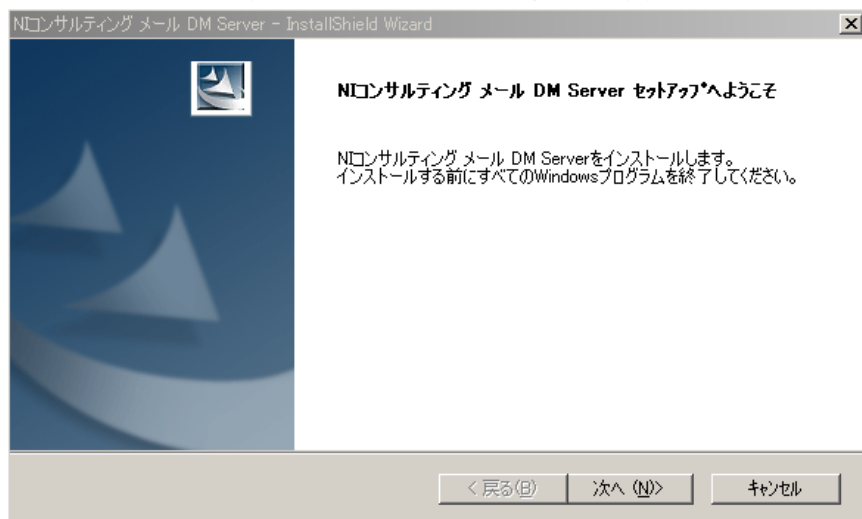 NIコンサルティング メール DM Server - InstallShield Wizard
NIコンサルティング メール DM Server セットアップへようこそ
NIコンサルティング メール DM Serverをインストールします。
インストールする前にすべてのWindowsプログラムを終了してください。
< 戻る(B)
次へ (N)>
キャンセル